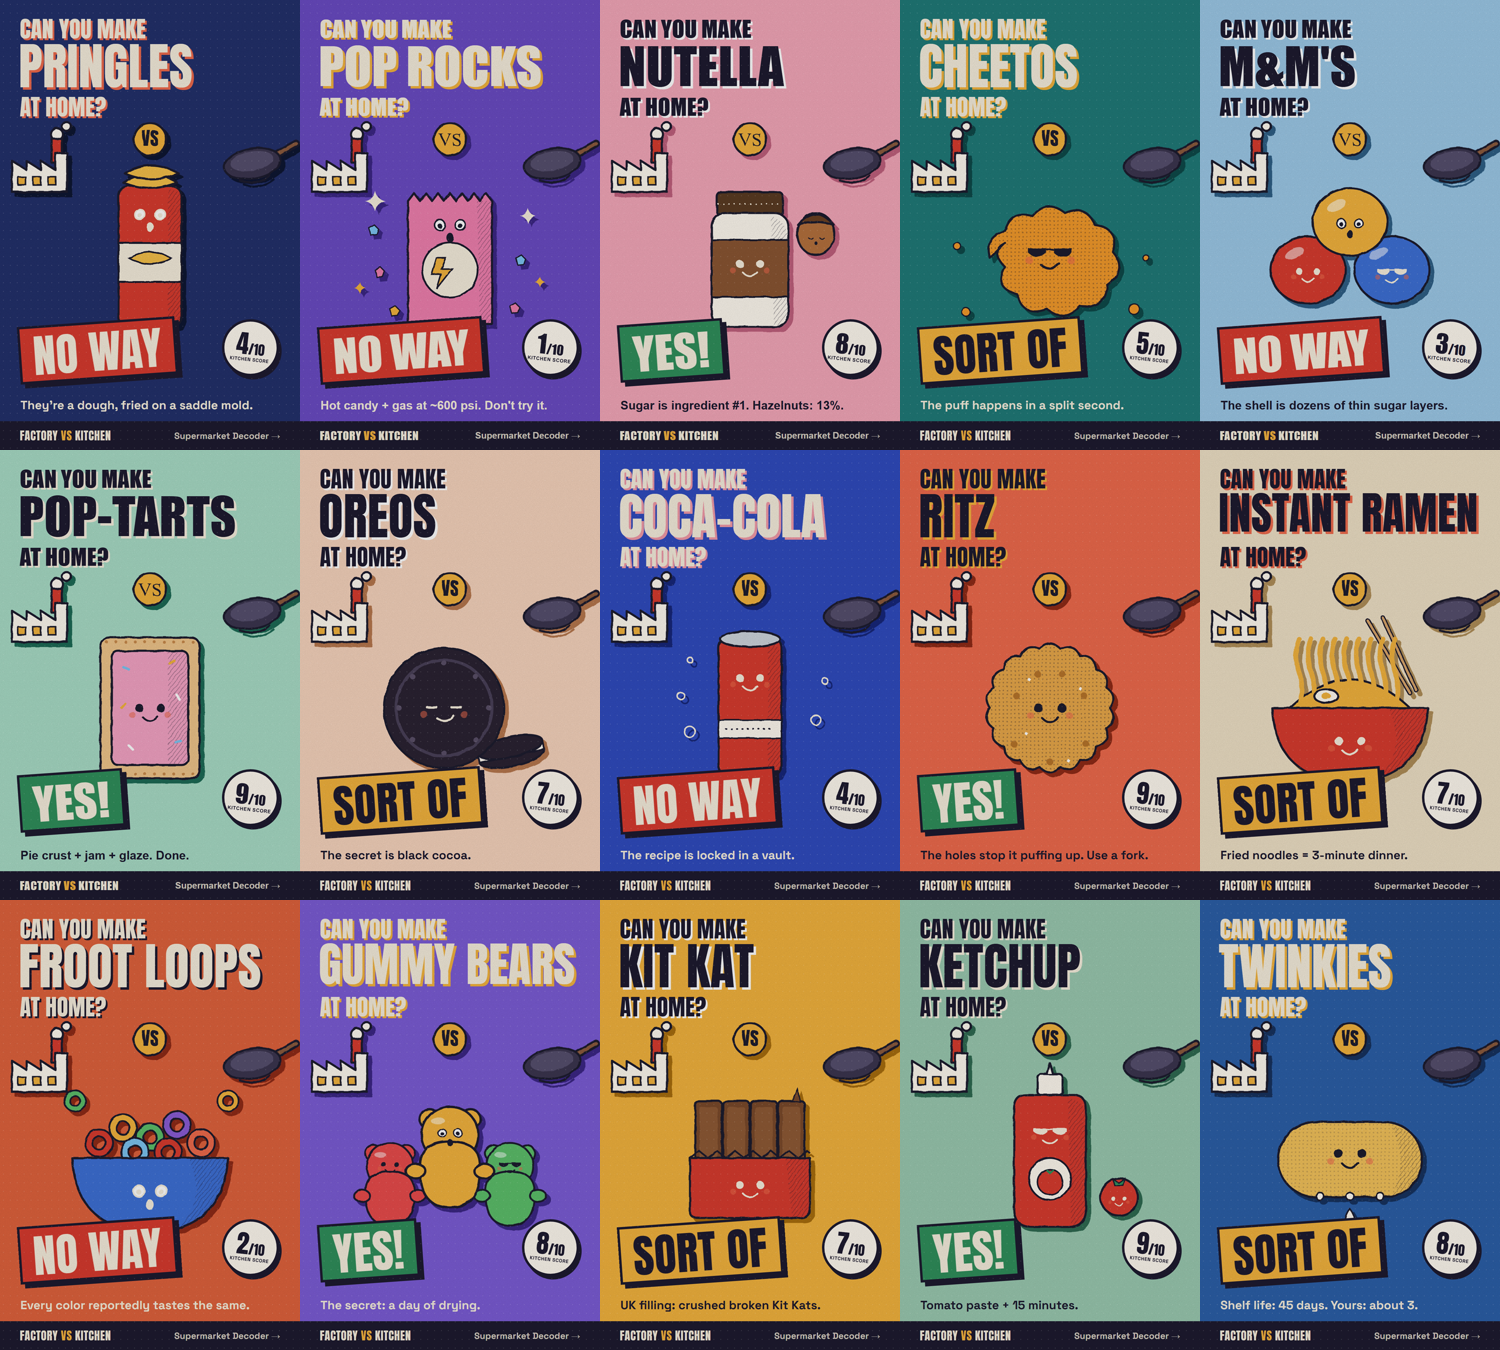 CAN YOU MAKE
PRINGLES
AT HOME?
VS
NO WAY
4/10
KITCHEN SCORE
They're a dough, fried on a saddle mold.
FACTORY VS KITCHEN
Supermarket Decoder →
CAN YOU MAKE
POP ROCKS
AT HOME?
VS
NO WAY
1/10
KITCHEN SCORE
Hot candy + gas at ~600 psi. Don't try it.
FACTORY VS KITCHEN
Supermarket Decoder →
CAN YOU MAKE
NUTELLA
AT HOME?
VS
YES!
8/10
KITCHEN SCORE
Sugar is ingredient #1. Hazelnuts: 13%.
FACTORY VS KITCHEN
Supermarket Decoder →
CAN YOU MAKE
CHEETOS
AT HOME?
VS
SORT OF
5/10
KITCHEN SCORE
The puff happens in a split second.
FACTORY VS KITCHEN
Supermarket Decoder →
CAN YOU MAKE
M&M'S
AT HOME?
VS
NO WAY
3/10
KITCHEN SCORE
The shell is dozens of thin sugar layers.
FACTORY VS KITCHEN
Supermarket Decoder →
CAN YOU MAKE
POP-TARTS
AT HOME?
VS
YES!
9/10
KITCHEN SCORE
Pie crust + jam + glaze. Done.
FACTORY VS KITCHEN
Supermarket Decoder →
CAN YOU MAKE
OREOS
AT HOME?
VS
SORT OF
7/10
KITCHEN SCORE
The secret is black cocoa.
FACTORY VS KITCHEN
Supermarket Decoder →
CAN YOU MAKE
COCA-COLA
AT HOME?
VS
NO WAY
4/10
KITCHEN SCORE
The recipe is locked in a vault.
FACTORY VS KITCHEN
Supermarket Decoder →
CAN YOU MAKE
RITZ
AT HOME?
VS
YES!
9/10
KITCHEN SCORE
The holes stop it puffing up. Use a fork.
FACTORY VS KITCHEN
Supermarket Decoder →
CAN YOU MAKE
INSTANT RAMEN
AT HOME?
VS
SORT OF
7/10
KITCHEN SCORE
Fried noodles = 3-minute dinner.
FACTORY VS KITCHEN
Supermarket Decoder →
CAN YOU MAKE
FROOT LOOPS
AT HOME?
VS
NO WAY
2/10
KITCHEN SCORE
Every color reportedly tastes the same.
FACTORY VS KITCHEN
Supermarket Decoder →
CAN YOU MAKE
GUMMY BEARS
AT HOME?
VS
YES!
8/10
KITCHEN SCORE
The secret: a day of drying.
FACTORY VS KITCHEN
Supermarket Decoder →
CAN YOU MAKE
KIT KAT
AT HOME?
VS
SORT OF
7/10
KITCHEN SCORE
UK filling: crushed broken Kit Kats.
FACTORY VS KITCHEN
Supermarket Decoder →
CAN YOU MAKE
KETCHUP
AT HOME?
VS
YES!
9/10
KITCHEN SCORE
Tomato paste + 15 minutes.
FACTORY VS KITCHEN
Supermarket Decoder →
CAN YOU MAKE
TWINKIES
AT HOME?
VS
SORT OF
8/10
KITCHEN SCORE
Shelf life: 45 days. Yours: about 3.
FACTORY VS KITCHEN
Supermarket Decoder →